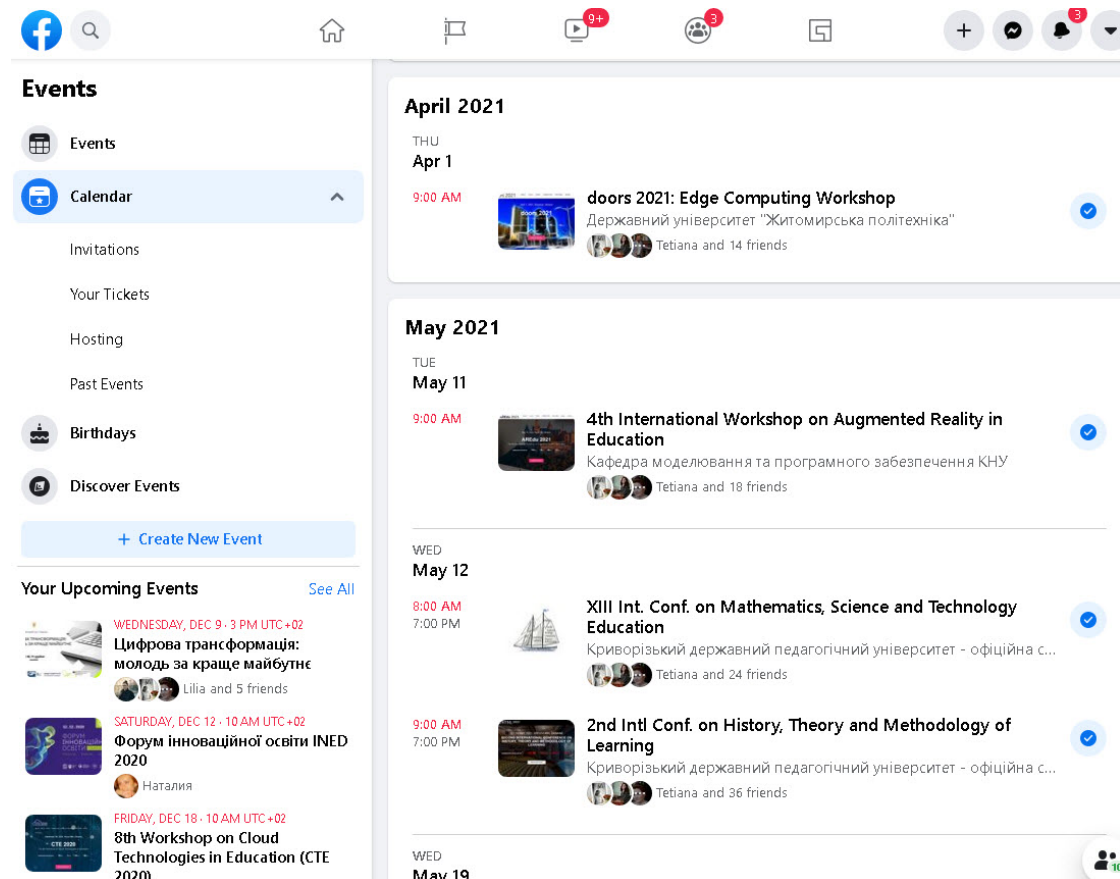 9+
3
3
Events
Events
Calendar
Invitations
Your Tickets
Hosting
Past Events
Birthdays
Discover Events
+ Create New Event
Your Upcoming Events
See All
WEDNESDAY, DEC 9 · 3 PM UTC+02
Цифрова трансформація:
молодь за краще майбутнє
Lilia and 5 friends
SATURDAY, DEC 12 · 10 AM UTC+02
Форум інноваційної освіти INED
2020
Наталия
FRIDAY, DEC 18 · 10 AM UTC+02
8th Workshop on Cloud
Technologies in Education (CTE
2020)
April 2021
THU
Apr 1
9:00 AM
doors 2021
doors 2021: Edge Computing Workshop
Державний університет "Житомирська політехніка"
Tetiana and 14 friends
May 2021
TUE
May 11
9:00 AM
AREdu 2021
4th International Workshop on Augmented Reality in
Education
Кафедра моделювання та програмного забезпечення КНУ
Tetiana and 18 friends
WED
May 12
8:00 AM
7:00 PM
XIII Int. Conf. on Mathematics, Science and Technology
Education
Криворізький державний педагогічний університет - офіційна с...
Tetiana and 24 friends
9:00 AM
7:00 PM
2nd Intl Conf. on History, Theory and Methodology of
Learning
Криворізький державний педагогічний університет - офіційна с...
Tetiana and 36 friends
WED
May 19
CTE 2020